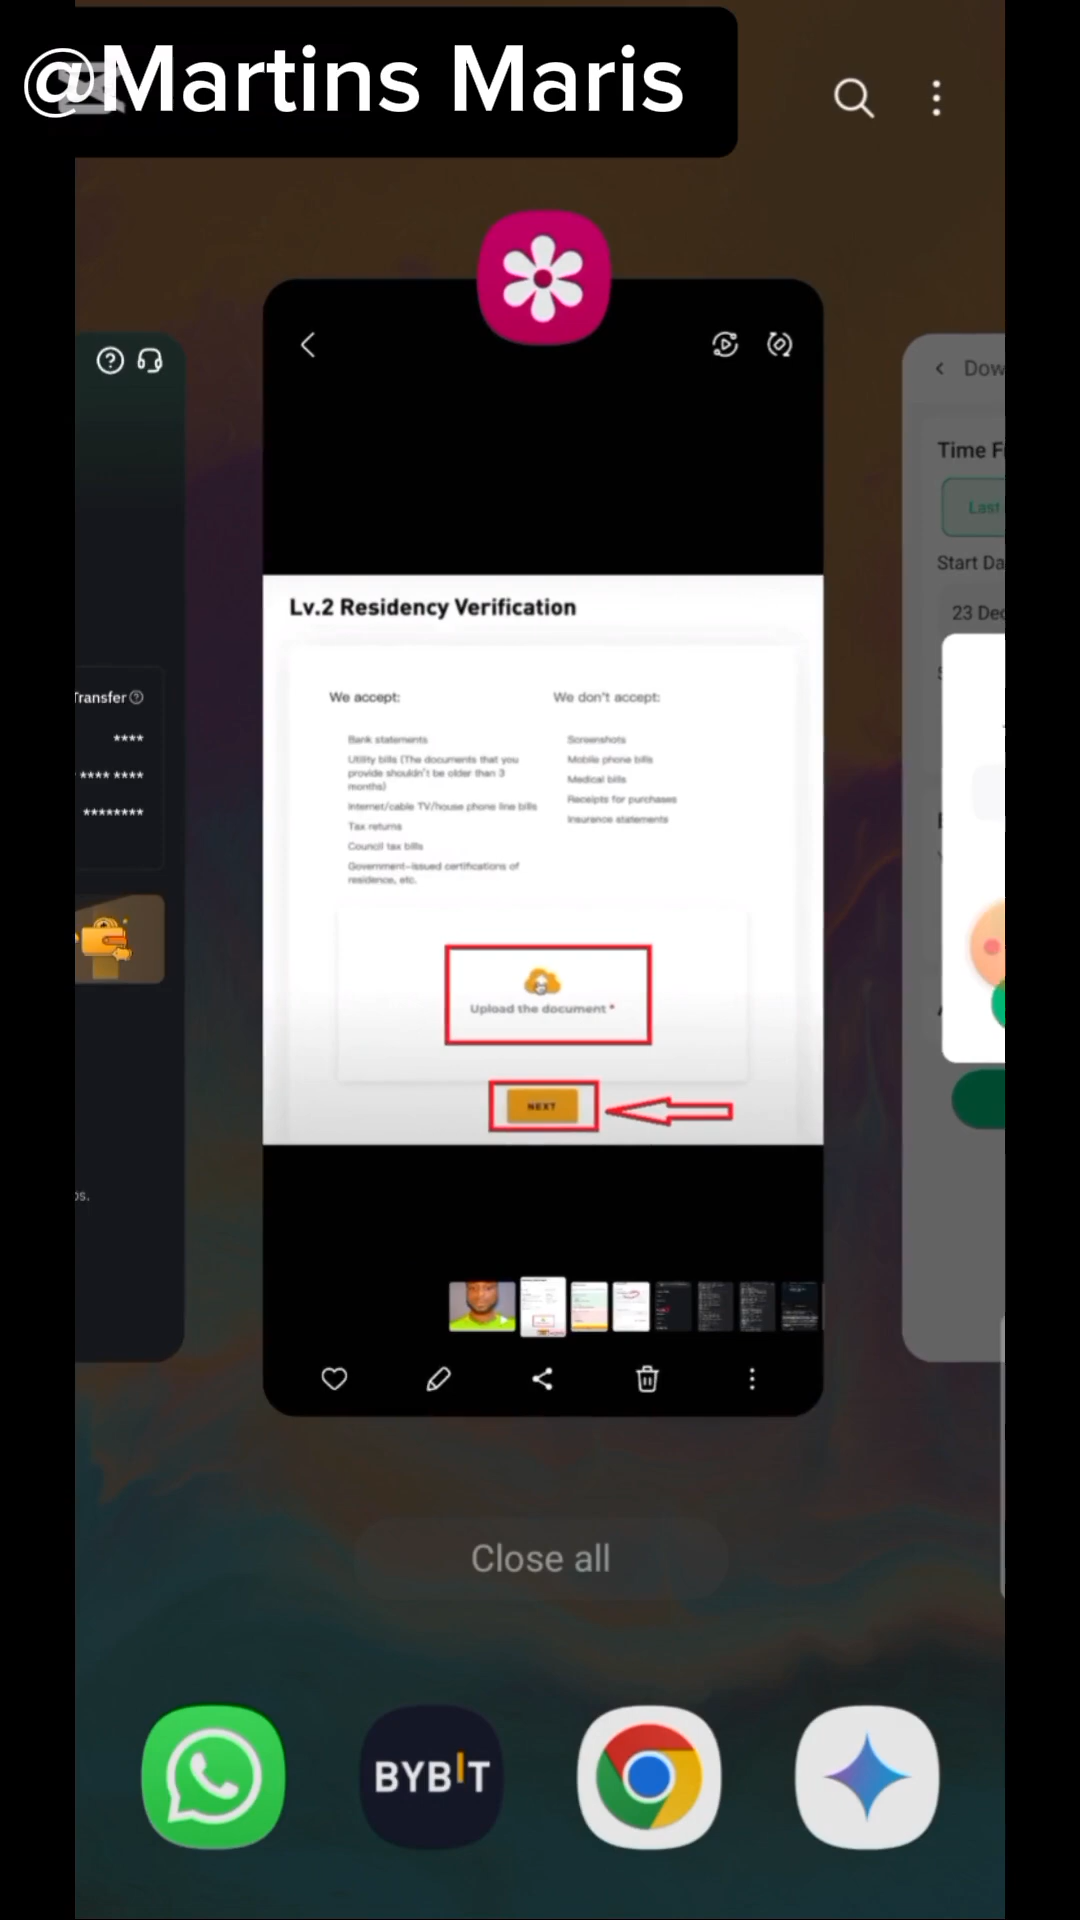 @Martins Maris
Transfer
****
**** ****
********
os.
Lv.2 Residency Verification
We accept:
Bank statements
Utility bills (The documents that you
provide shouldn't be older than 3
months)
Internet/cable TV/house phone line bills
Tax returns
Council tax bills
Government-issued certifications of
residence, etc.
We don't accept:
Screenshots
Mobile phone bills
Medical bills
Receipts for purchases
Insurance statements
Upload the document *
NEXT
Dow
Time F
Last
Start Da
23 Dec
Close all
BYBIT